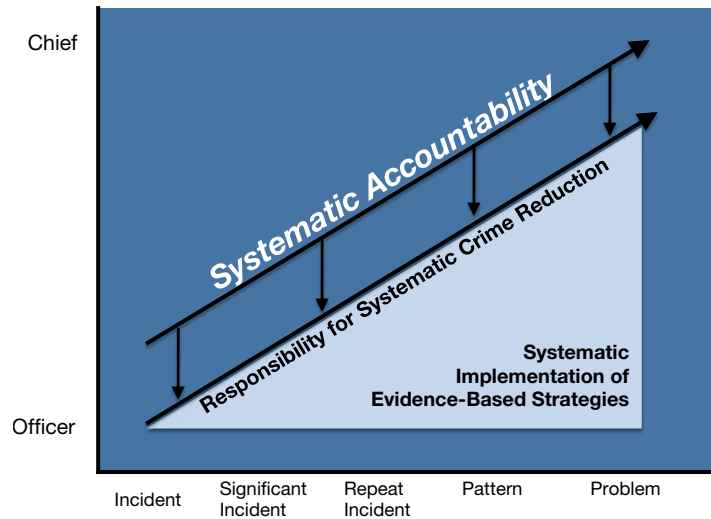 Chief
Systematic Accountability
Responsibility for Systematic Crime Reduction
Systematic
Implementation of
Evidence-Based Strategies
Officer
Incident
Significant
Incident
Repeat
Incident
Pattern
Problem